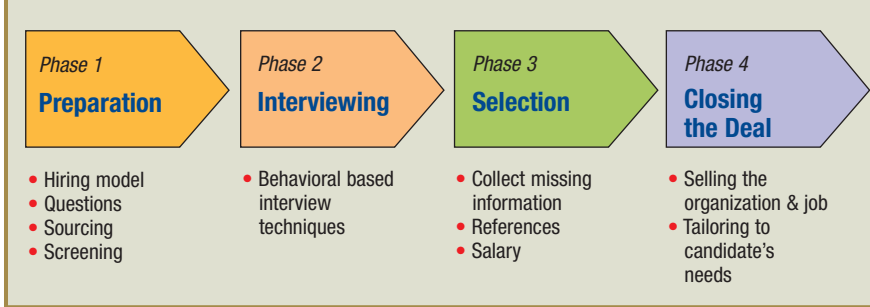 Phase 1
Preparation
• Hiring model
• Questions
• Sourcing
• Screening
Phase 2
Interviewing
• Behavioral based
interview
techniques
Phase 3
Selection
• Collect missing
information
• References
• Salary
Phase 4
Closing
the Deal
• Selling the
organization & job
• Tailoring to
candidate's
needs